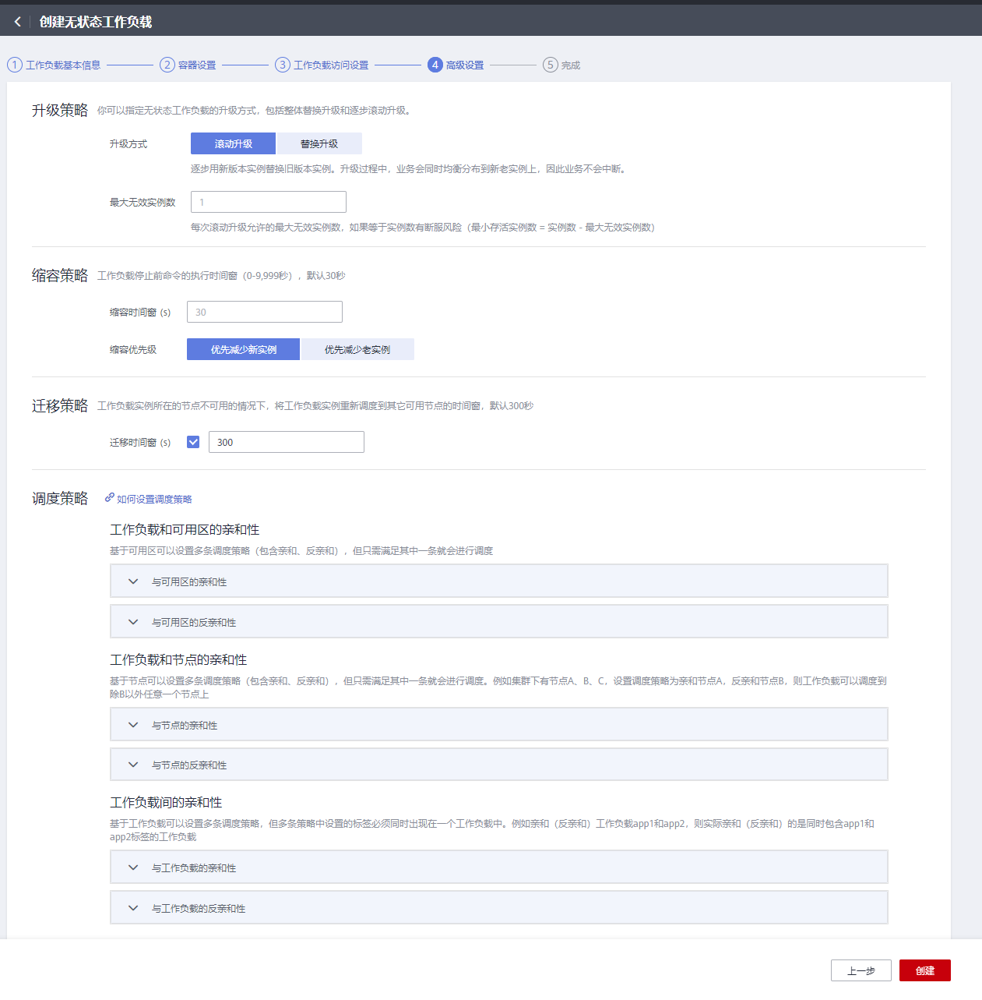 创建无状态工作负载
1 工作负载基本信息 2 容器设置 3 工作负载访问设置 4 高级设置 5 完成
升级策略 你可以指定无状态工作负载的升级方式，包括整体替换升级和逐步滚动升级。
升级方式 滚动升级 替换升级
逐步用新版本实例替换旧版本实例。升级过程中，业务会同时均衡分布到新老实例上，因此业务不会中断。
最大无效实例数 1
每次滚动升级允许的最大无效实例数，如果等于实例数有断服风险（最小存活实例数 = 实例数 - 最大无效实例数）
缩容策略 工作负载停止前命令的执行时间窗（0-9,999秒），默认30秒
缩容时间窗 (s) 30
缩容优先级 优先减少新实例 优先减少老实例
迁移策略 工作负载实例所在的节点不可用的情况下，将工作负载实例重新调度到其它可用节点的时间窗，默认300秒
迁移时间窗 (s) 300
调度策略 如何设置调度策略
工作负载和可用区的亲和性
基于可用区可以设置多条调度策略（包含亲和、反亲和），但只需满足其中一条就会进行调度
与可用区的亲和性
与可用区的反亲和性
工作负载和节点的亲和性
基于节点可以设置多条调度策略（包含亲和、反亲和），但只需满足其中一条就会进行调度。例如集群下有节点A、B、C，设置调度策略为亲和节点A，反亲和节点B，则工作负载可以调度到
除B以外任意一个节点上
与节点的亲和性
与节点的反亲和性
工作负载间的亲和性
基于工作负载可以设置多条调度策略，但多条策略中设置的标签必须同时出现在一个工作负载中。例如亲和（反亲和）工作负载app1和app2，则实际亲和（反亲和）的是同时包含app1和
app2标签的工作负载
与工作负载的亲和性
与工作负载的反亲和性
上一步 创建